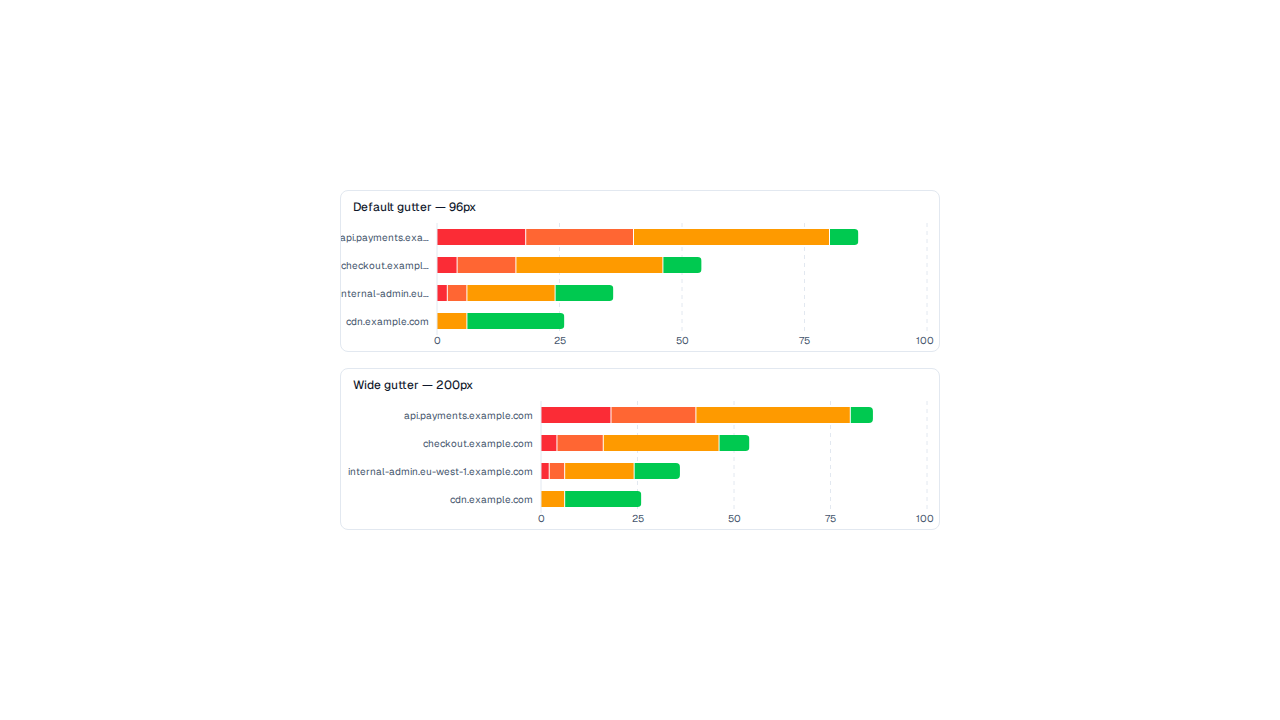 Default gutter — 96px
api.payments.exa…
checkout.exampl…
nternal-admin.eu…
cdn.example.com
0 25 50 75 100
Wide gutter — 200px
api.payments.example.com
checkout.example.com
internal-admin.eu-west-1.example.com
cdn.example.com
0 25 50 75 100